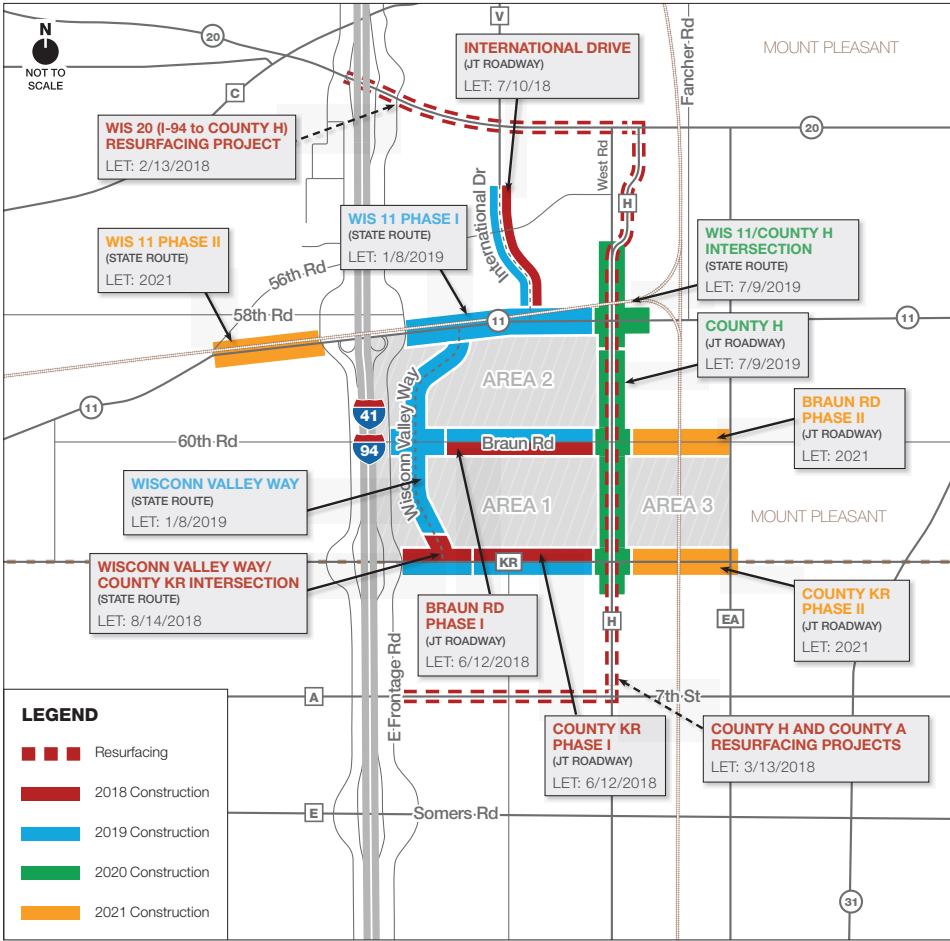 N
NOT TO
SCALE
20
C
V
INTERNATIONAL DRIVE
(JT ROADWAY)
LET: 7/10/18
Fancher Rd
MOUNT PLEASANT
WIS 20 (I-94 to COUNTY H)
RESURFACING PROJECT
LET: 2/13/2018
20
West Rd
International Dr
H
WIS 11 PHASE I
(STATE ROUTE)
LET: 1/8/2019
WIS 11 PHASE II
(STATE ROUTE)
LET: 2021
56th Rd
58th Rd
WIS 11/COUNTY H
INTERSECTION
(STATE ROUTE)
LET: 7/9/2019
11
11
COUNTY H
(JT ROADWAY)
LET: 7/9/2019
AREA 2
Wisconn Valley Way
11
41
94
60th Rd
Braun Rd
BRAUN RD
PHASE II
(JT ROADWAY)
LET: 2021
WISCONN VALLEY WAY
(STATE ROUTE)
LET: 1/8/2019
AREA 1
AREA 3
MOUNT PLEASANT
WISCONN VALLEY WAY/
COUNTY KR INTERSECTION
(STATE ROUTE)
LET: 8/14/2018
KR
BRAUN RD
PHASE I
(JT ROADWAY)
LET: 6/12/2018
COUNTY KR
PHASE II
(JT ROADWAY)
LET: 2021
H
EA
E Frontage Rd
A
7th St
COUNTY KR
PHASE I
(JT ROADWAY)
LET: 6/12/2018
COUNTY H AND COUNTY A
RESURFACING PROJECTS
LET: 3/13/2018
E
Somers Rd
31
LEGEND
Resurfacing
2018 Construction
2019 Construction
2020 Construction
2021 Construction